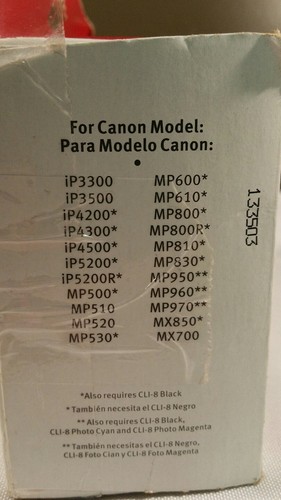 For Canon Model:
Para Modelo Canon:
•
iP3300 MP600*
iP3500 MP610*
iP4200* MP800*
iP4300* MP800R*
iP4500* MP810*
iP5200* MP830*
iP5200R* MP950**
MP500* MP960**
MP510 MP970**
MP520 MX850*
MP530* MX700
133503
*Also requires CLI-8 Black
*También necesita el CLI-8 Negro
**Also requires CLI-8 Black,
CLI-8 Photo Cyan and CLI-8 Photo Magenta
**También necesitas el CLI-8 Negro,
CLI-8 Foto Cian y CLI-8 Foto Magenta